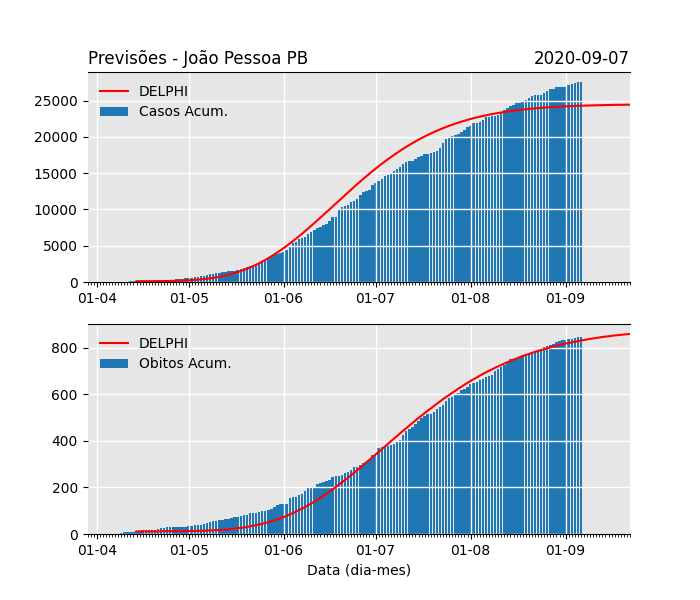 Previsões - João Pessoa PB 2020-09-07
DELPHI
Casos Acum.
25000
20000
15000
10000
5000
0
01-04 01-05 01-06 01-07 01-08 01-09
DELPHI
Obitos Acum.
800
600
400
200
0
01-04 01-05 01-06 01-07 01-08 01-09
Data (dia-mes)